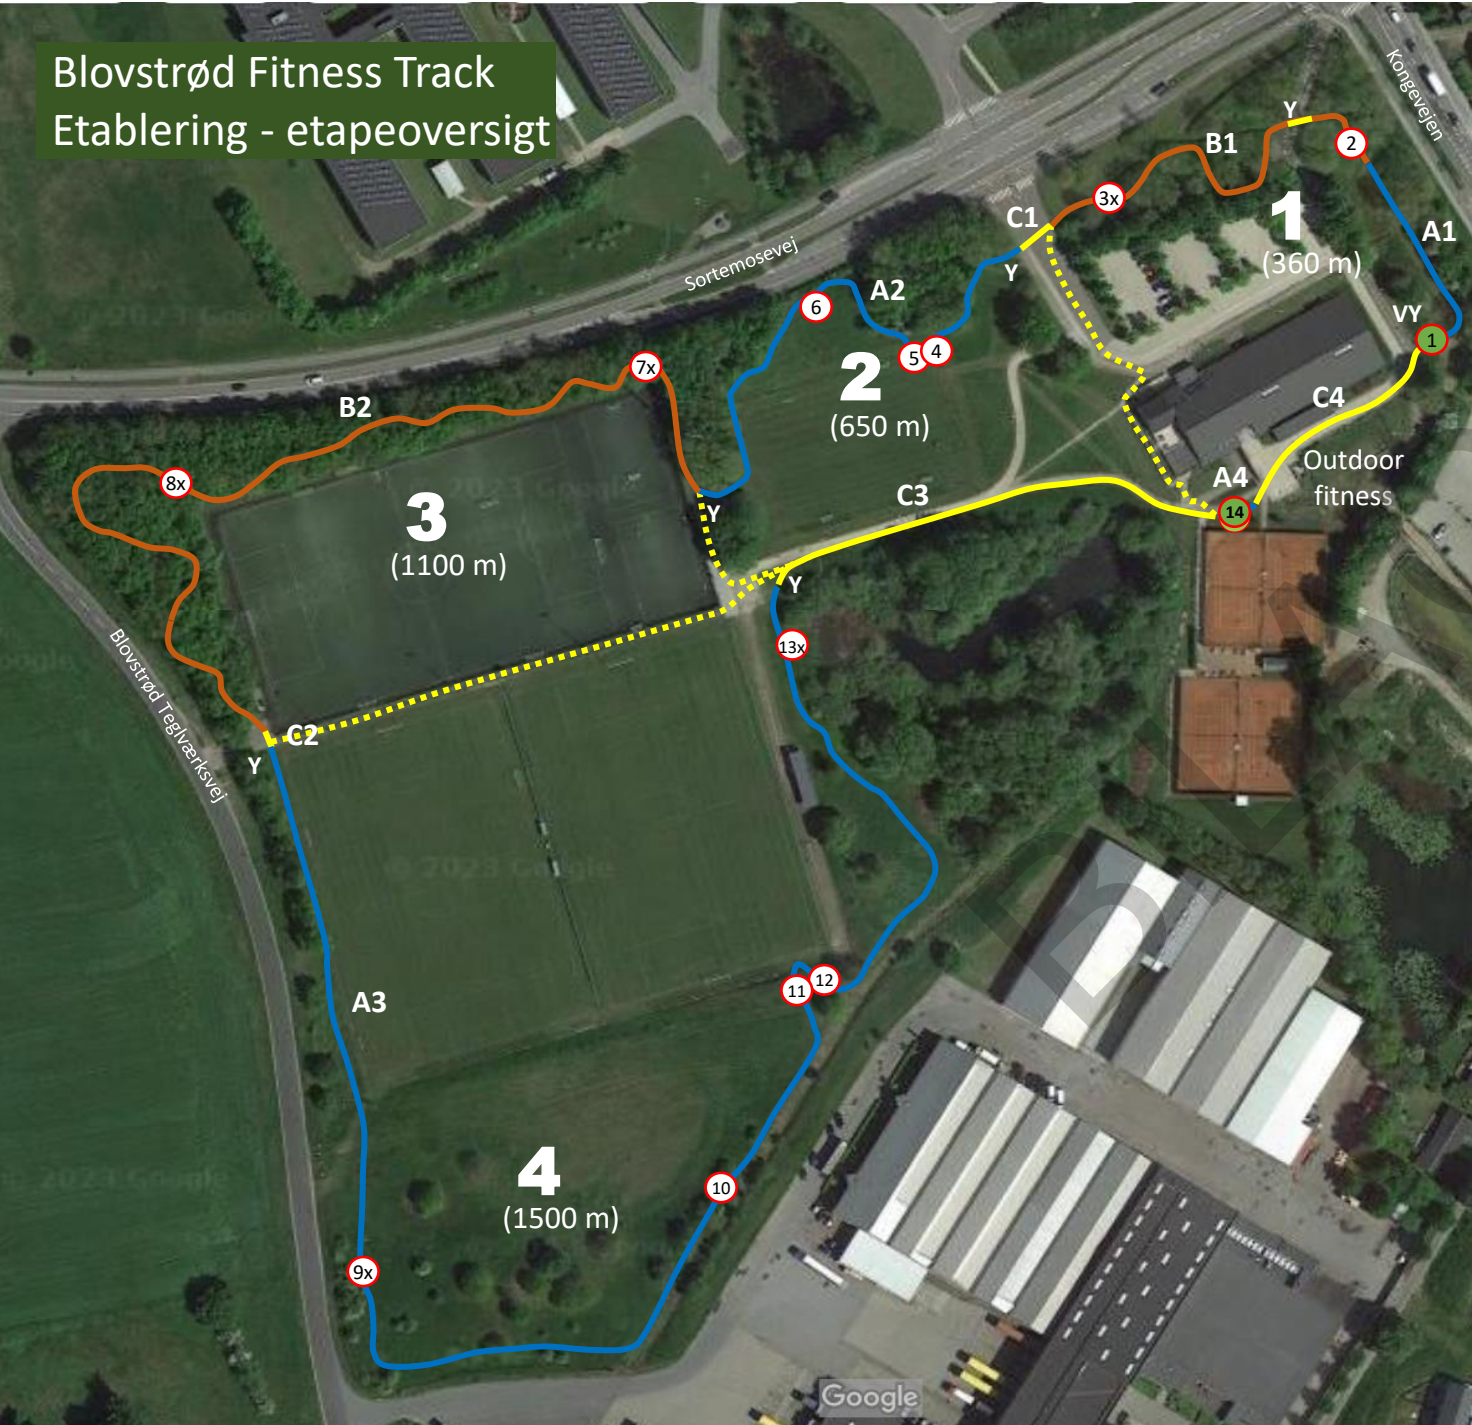 Blovstrød Fitness Track
Etablering - etapeoversigt
Kongevejen
Y
2
B1
3x
1
(360 m)
C1
A1
Sortemosevej
Y
A2
6
VY
1
5
4
7x
2
(650 m)
C4
B2
Outdoor
fitness
A4
8x
C3
14
3
(1100 m)
Y
Y
13x
Blovstrød Teglværksvej
C2
Y
© 2023 Google
A3
12
11
4
(1500 m)
10
9x
Google